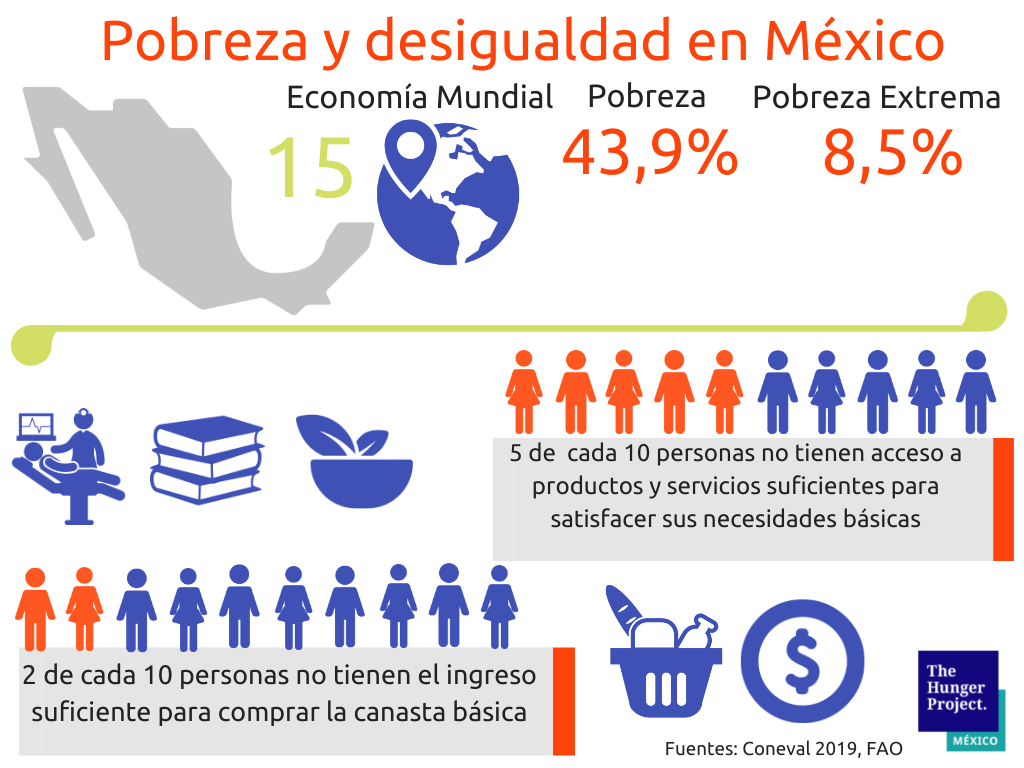 Pobreza y desigualdad en México
Economía Mundial
15
Pobreza
43,9%
Pobreza Extrema
8,5%
5 de cada 10 personas no tienen acceso a
productos y servicios suficientes para
satisfacer sus necesidades básicas
2 de cada 10 personas no tienen el ingreso
suficiente para comprar la canasta básica
$
Fuentes: Coneval 2019, FAO
The
Hunger
Project.
MÉXICO